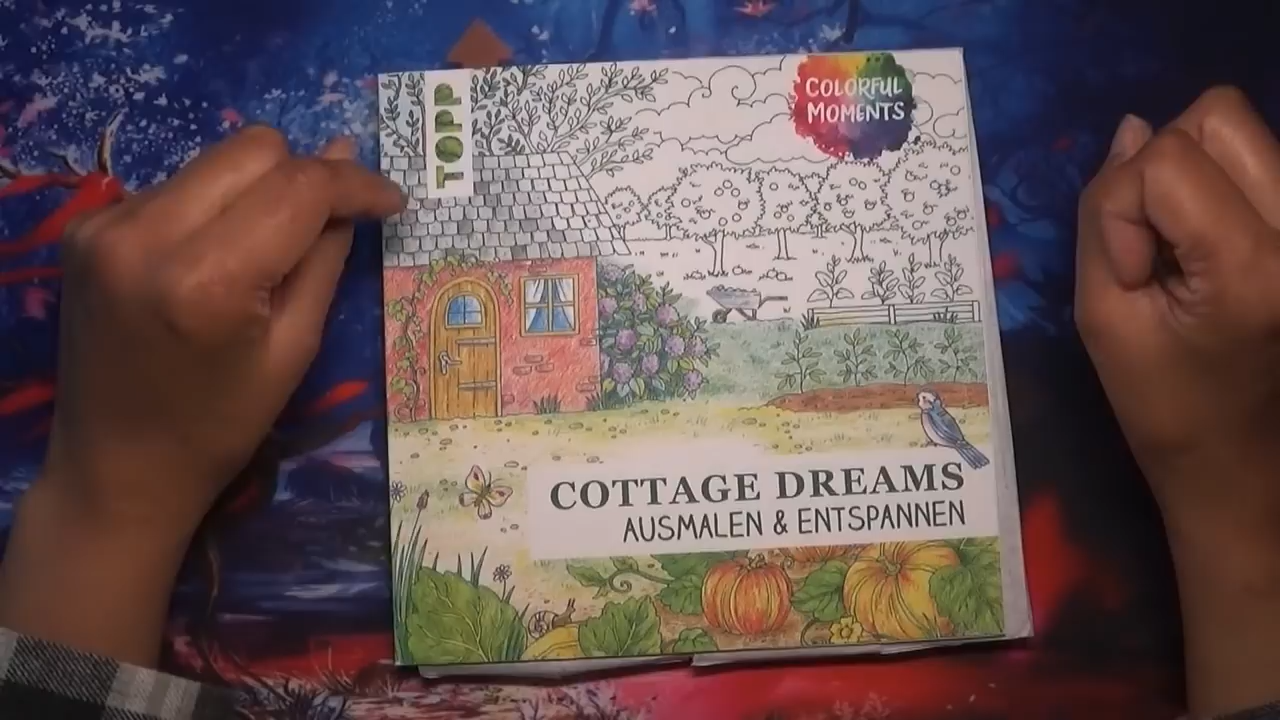 TOPP
COLORFUL
MOMENTS
COTTAGE DREAMS
AUSMALEN & ENTSPANNEN